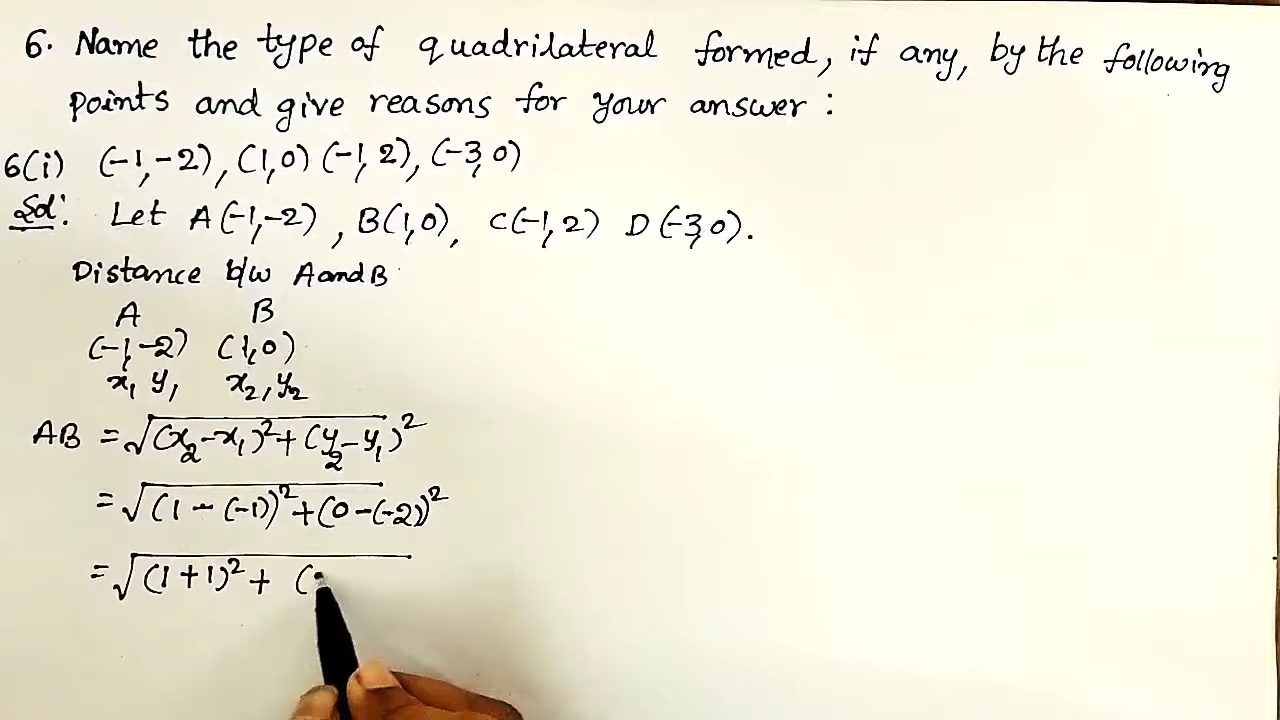 6. Name the type of quadrilateral formed, if any, by the following
points and give reasons for your answer :
6(i) (-1,-2), (1,0) (-1,2), (-3,0)
Sol: Let A(-1,-2), B(1,0), C(-1,2) D(-3,0).
Distance b/w A and B
A B
(-1,-2) (1,0)
x₁ y₁ x₂, y₂
AB = √(x₂-x₁)²+(y₂-y₁)²
= √(1-(-1))²+(0-(-2))²
= √(1+1)²+ (